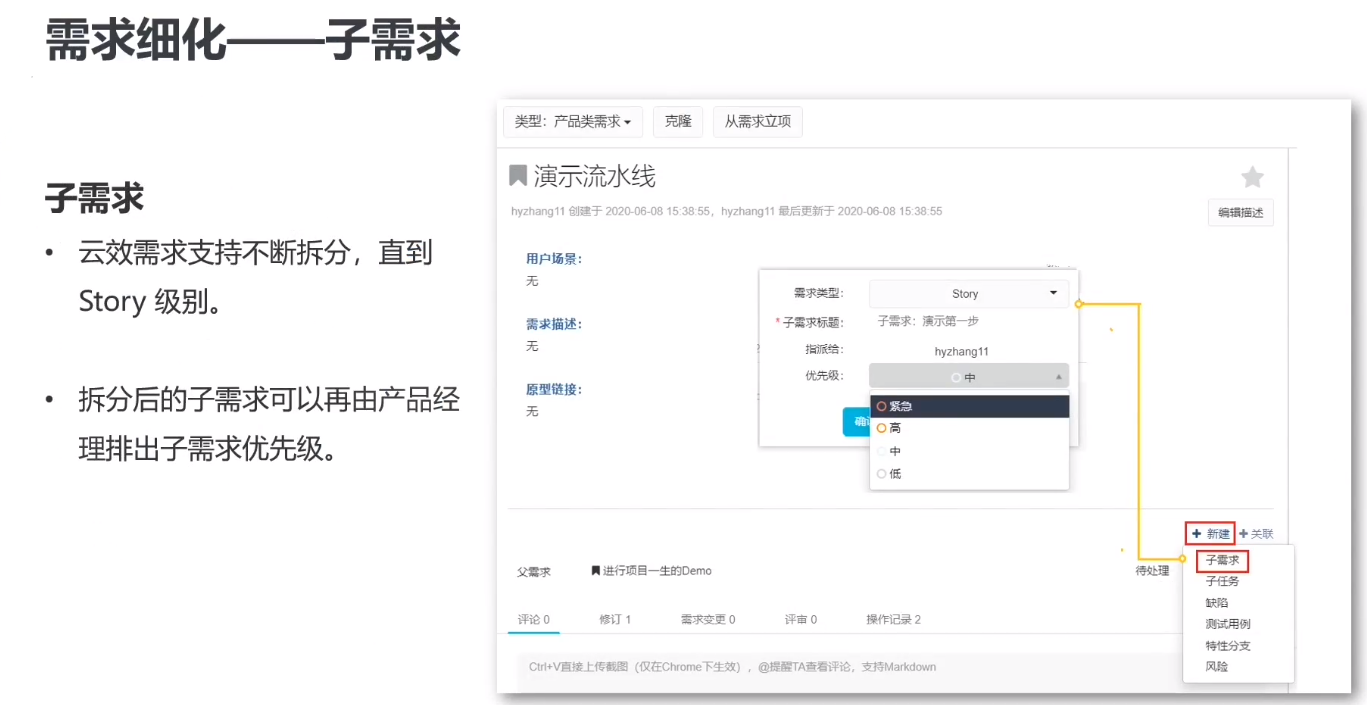 需求细化——子需求
子需求
• 云效需求支持不断拆分，直到
Story 级别。
• 拆分后的子需求可以再由产品经
理排出子需求优先级。
类型：产品类需求 克隆 从需求立项
演示流水线
hyzhang11 创建于 2020-06-08 15:38:55，hyzhang11 最后更新于 2020-06-08 15:38:55
编辑描述
用户场景：
无
需求描述：
无
原型链接：
无
需求类型： Story
* 子需求标题： 子需求：演示第一步
指派给： hyzhang11
优先级： 中
紧急
高
中
低
+ 新建 + 关联
父需求 进行项目一生的Demo 待处理
子需求
子任务
缺陷
测试用例
特性分支
风险
评论 0 修订 1 需求变更 0 评审 0 操作记录 2
Ctrl+V直接上传截图（仅在Chrome下生效），@提醒TA查看评论，支持Markdown